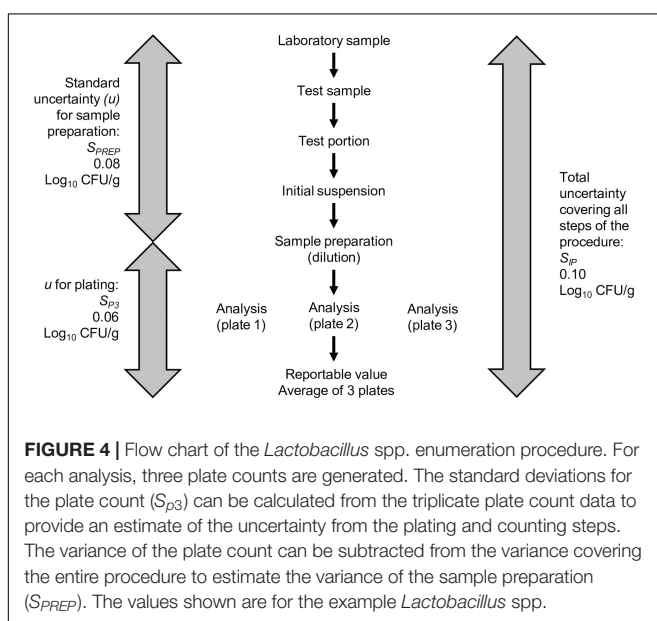 Laboratory sample
Test sample
Test portion
Initial suspension
Sample preparation
(dilution)
Analysis
(plate 1)
Analysis
(plate 2)
Analysis
(plate 3)
Reportable value
Average of 3 plates
Standard
uncertainty (u)
for sample
preparation:
S_PREP
0.08
Log₁₀ CFU/g
u for plating:
S_P3
0.06
Log₁₀ CFU/g
Total
uncertainty
covering all
steps of the
procedure:
S_IP
0.10
Log₁₀ CFU/g
FIGURE 4 | Flow chart of the Lactobacillus spp. enumeration procedure. For
each analysis, three plate counts are generated. The standard deviations for
the plate count (S_p3) can be calculated from the triplicate plate count data to
provide an estimate of the uncertainty from the plating and counting steps.
The variance of the plate count can be subtracted from the variance covering
the entire procedure to estimate the variance of the sample preparation
(S_PREP). The values shown are for the example Lactobacillus spp.